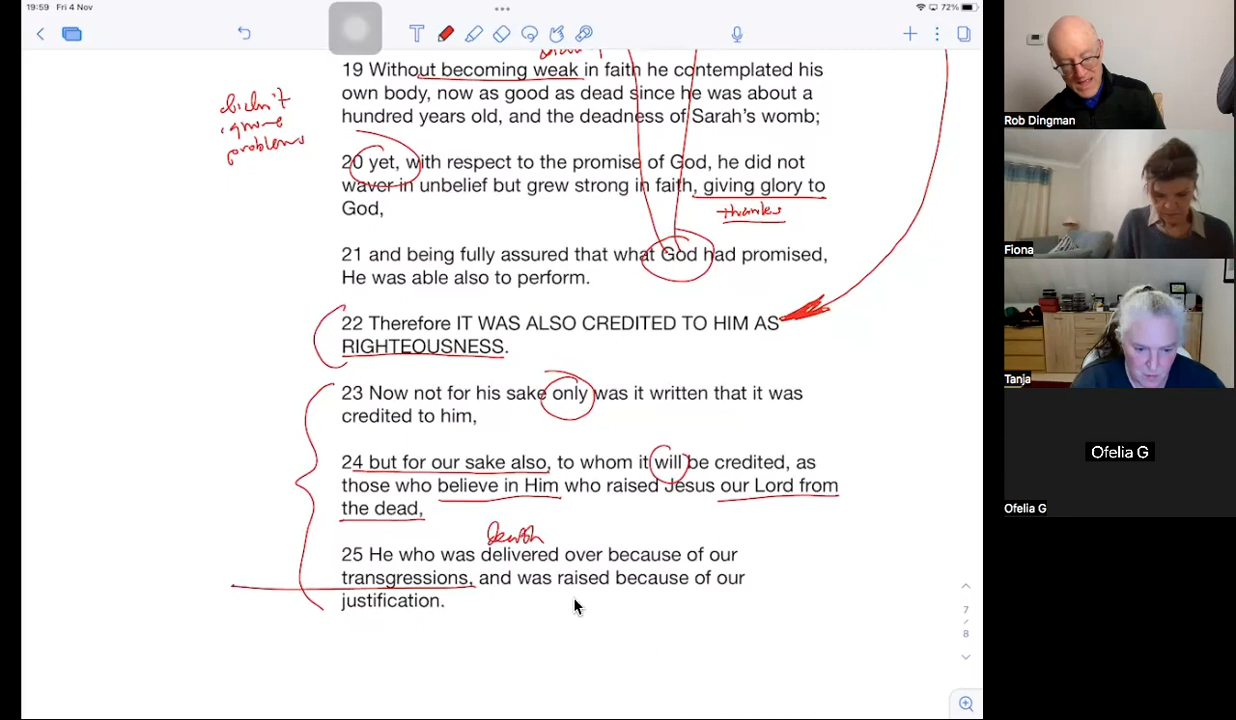 19:59 Fri 4 Nov
72%
19 Without becoming weak in faith he contemplated his
own body, now as good as dead since he was about a
hundred years old, and the deadness of Sarah's womb;
didn't
ignore
problems
20 yet, with respect to the promise of God, he did not
waver in unbelief but grew strong in faith, giving glory to
God,
thanks
21 and being fully assured that what God had promised,
He was able also to perform.
22 Therefore IT WAS ALSO CREDITED TO HIM AS
RIGHTEOUSNESS.
23 Now not for his sake only was it written that it was
credited to him,
24 but for our sake also, to whom it will be credited, as
those who believe in Him who raised Jesus our Lord from
the dead,
25 He who was delivered over because of our
transgressions, and was raised because of our
justification.
7
/
8
Rob Dingman
Fiona
Tanja
Ofelia G
Ofelia G